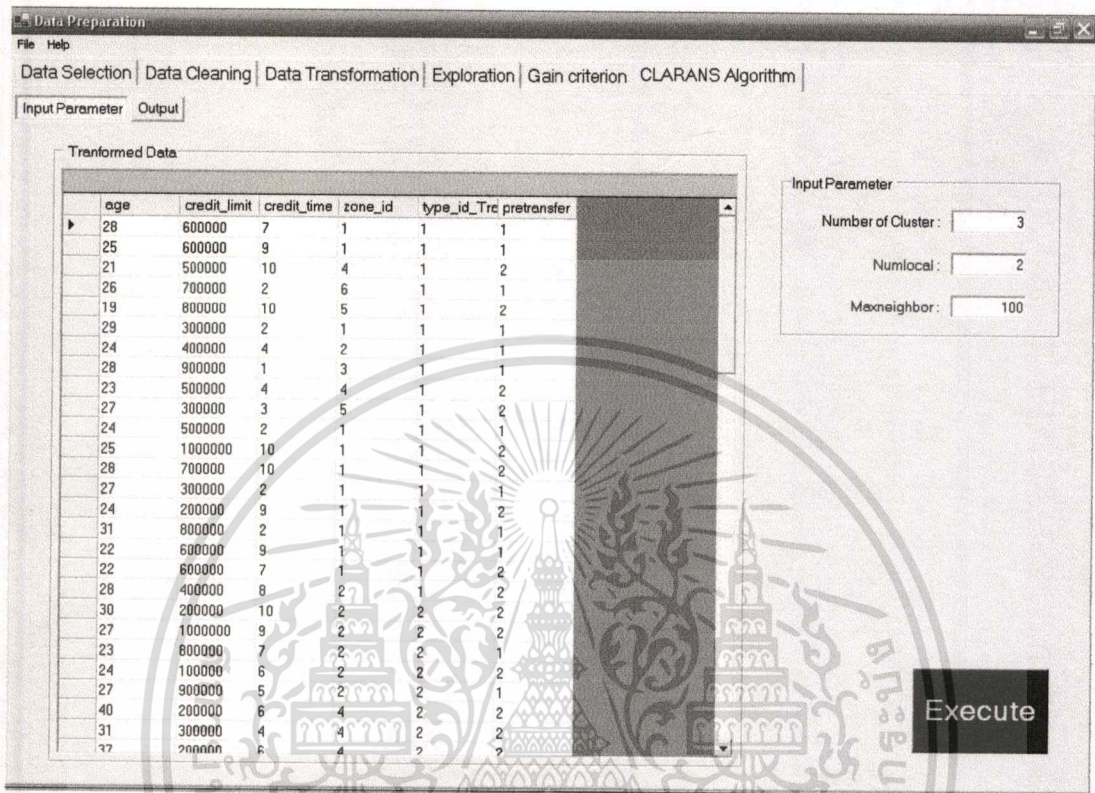 Data Preparation
File Help
Data Selection Data Cleaning Data Transformation Exploration Gain criterion CLARANS Algorithm
Input Parameter Output
Tranformed Data
age credit_limit credit_time zone_id type_id_Trc pretransfer
28 600000 7 1 1 1
25 600000 9 1 1 1
21 500000 10 4 1 2
26 700000 2 6 1 1
19 800000 10 5 1 2
29 300000 2 1 1 1
24 400000 4 2 1 1
28 900000 1 3 1 1
23 500000 4 4 1 2
27 300000 3 5 1 2
24 500000 2 1 1 1
25 1000000 10 1 1 2
28 700000 10 1 1 2
27 300000 2 1 1 1
24 200000 9 1 1 2
31 800000 2 1 1 1
22 600000 9 1 1 1
22 600000 7 1 1 2
28 400000 8 2 1 2
30 200000 10 2 2 2
27 1000000 9 2 2 2
23 800000 7 2 2 1
24 100000 6 2 2 2
27 900000 5 2 2 1
40 200000 6 4 2 2
31 300000 4 4 2 2
37 200000 6 4 2 2
Input Parameter
Number of Cluster : 3
Numlocal : 2
Maxneighbor : 100
Execute